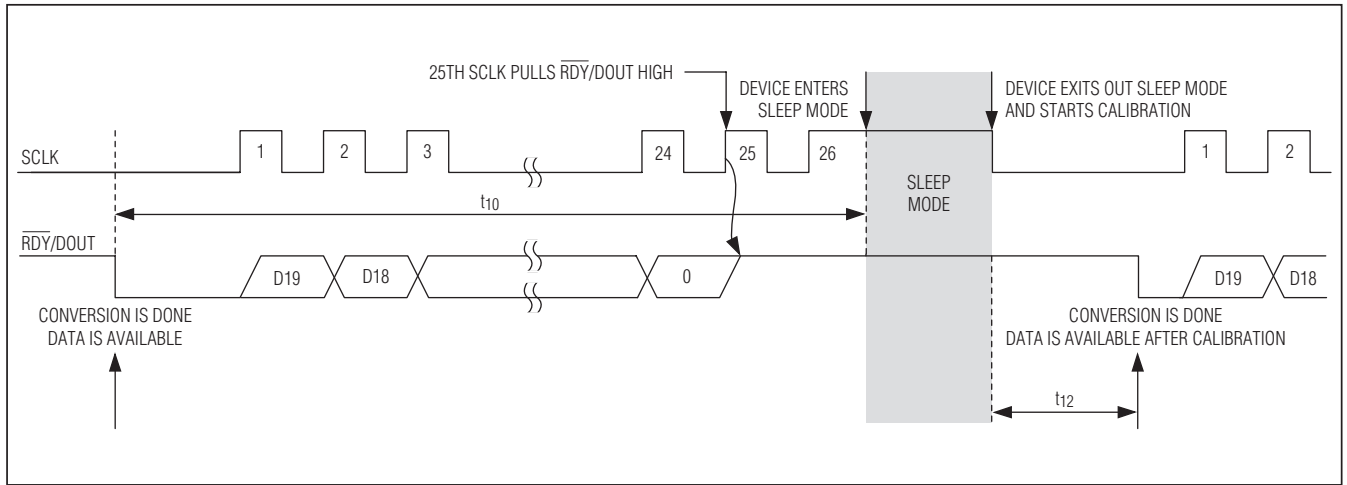 25TH SCLK PULLS RDY/DOUT HIGH
DEVICE ENTERS
SLEEP MODE
DEVICE EXITS OUT SLEEP MODE
AND STARTS CALIBRATION
SCLK
1
2
3
24
25
26
1
2
SLEEP
MODE
t10
RDY/DOUT
D19
D18
0
D19
D18
CONVERSION IS DONE
DATA IS AVAILABLE
CONVERSION IS DONE
DATA IS AVAILABLE AFTER CALIBRATION
t12